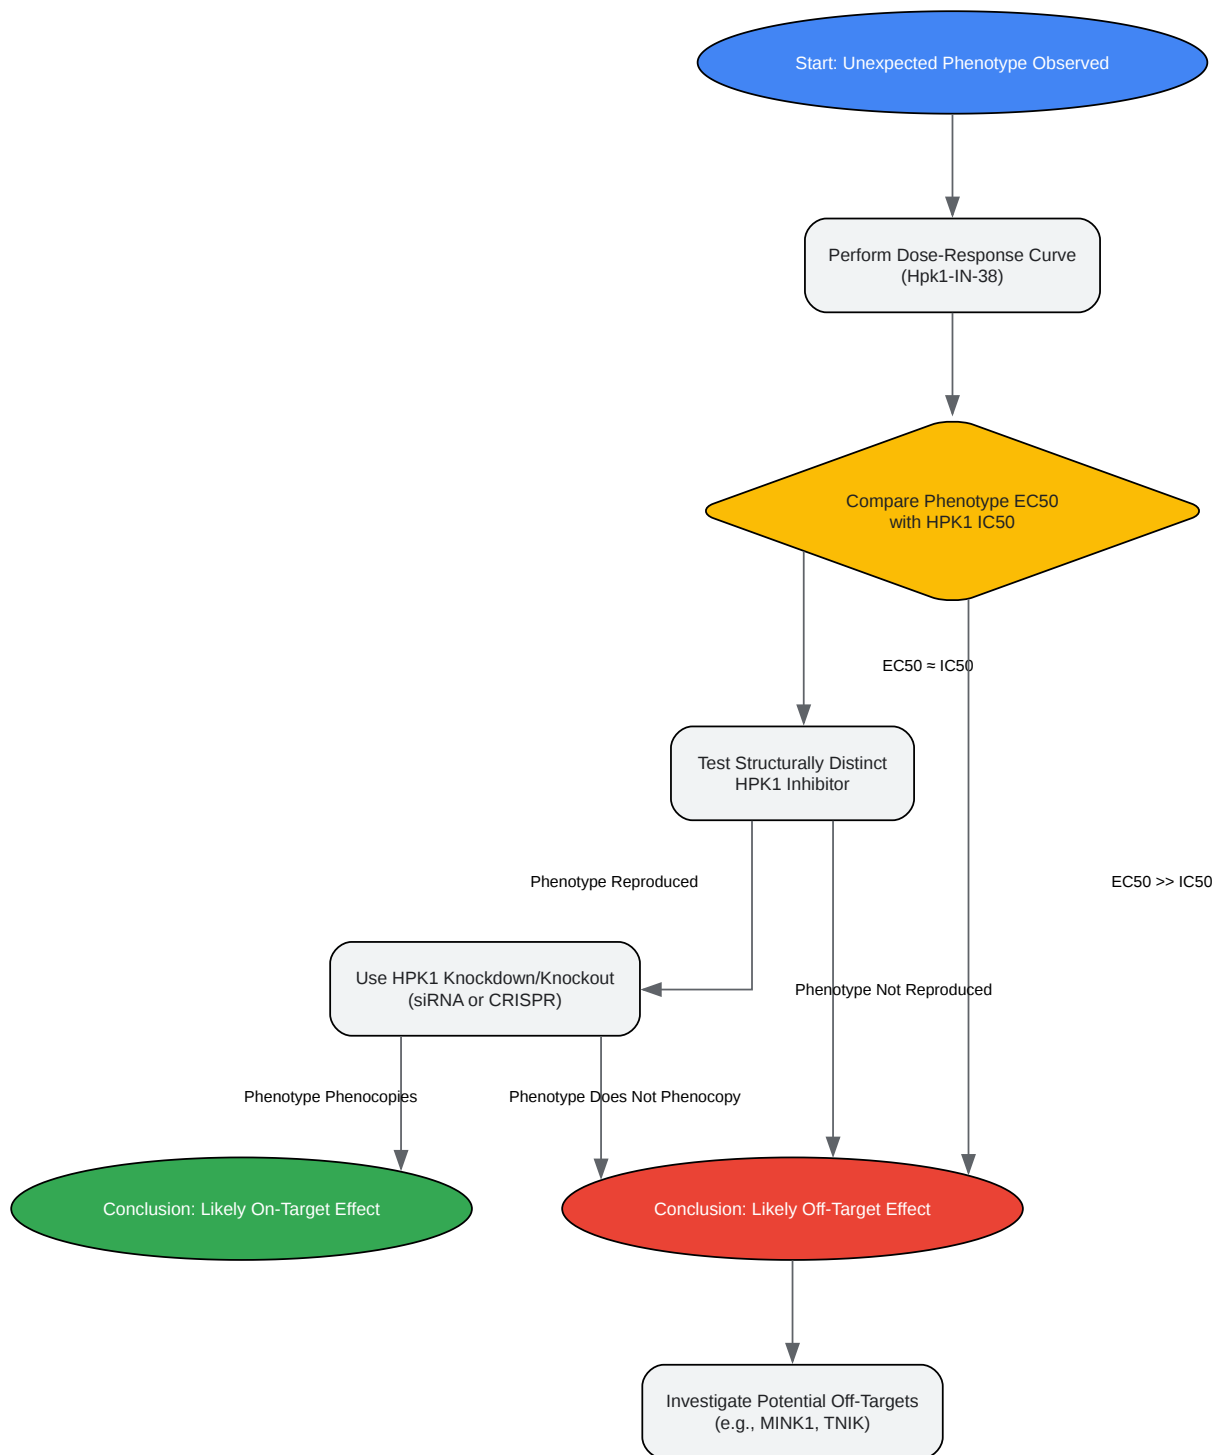 Start: Unexpected Phenotype Observed
Perform Dose-Response Curve
(Hpk1-IN-38)
Compare Phenotype EC50
with HPK1 IC50
EC50 ≈ IC50
Test Structurally Distinct
HPK1 Inhibitor
Phenotype Reproduced
EC50 >> IC50
Use HPK1 Knockdown/Knockout
(siRNA or CRISPR)
Phenotype Not Reproduced
Phenotype Phenocopies
Phenotype Does Not Phenocopy
Conclusion: Likely On-Target Effect
Conclusion: Likely Off-Target Effect
Investigate Potential Off-Targets
(e.g., MINK1, TNIK)